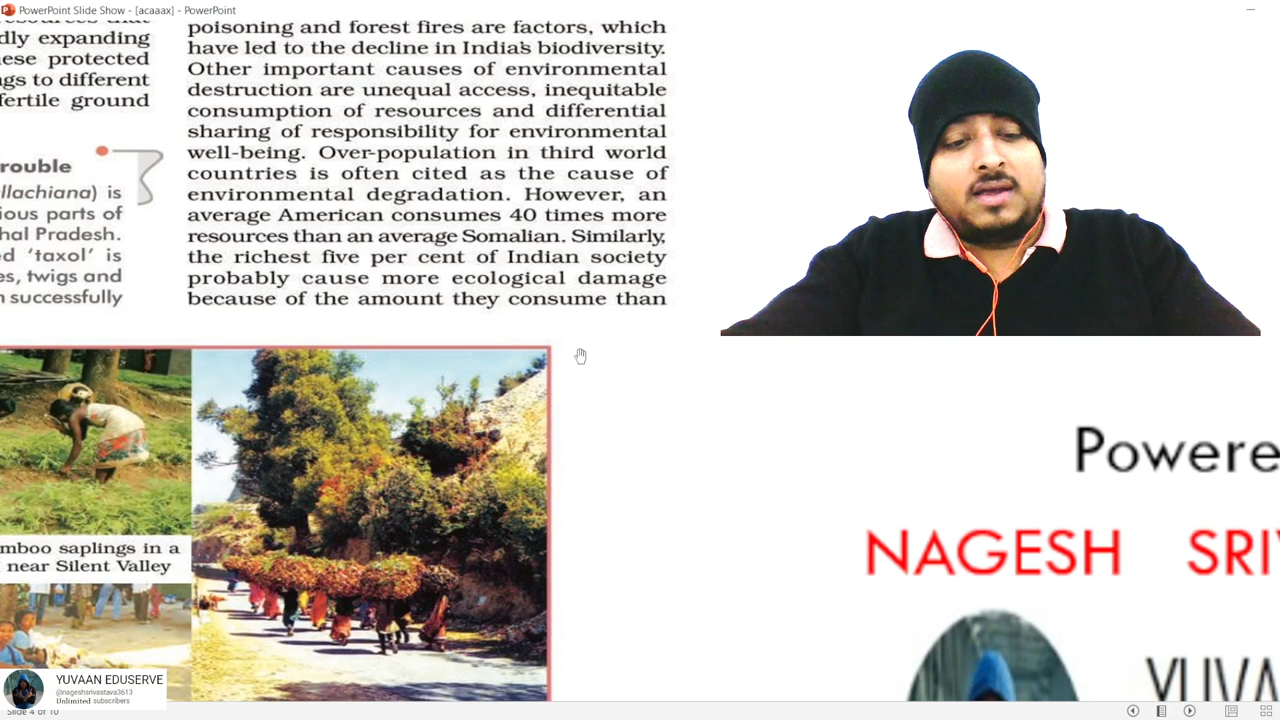 PowerPoint Slide Show - [acaaax] - PowerPoint
dly expanding
ese protected
ngs to different
fertile ground
rouble
llachiana) is
ious parts of
hal Pradesh.
ed ‘taxol’ is
es, twigs and
n successfully
poisoning and forest fires are factors, which
have led to the decline in India’s biodiversity.
Other important causes of environmental
destruction are unequal access, inequitable
consumption of resources and differential
sharing of responsibility for environmental
well-being. Over-population in third world
countries is often cited as the cause of
environmental degradation. However, an
average American consumes 40 times more
resources than an average Somalian. Similarly,
the richest five per cent of Indian society
probably cause more ecological damage
because of the amount they consume than
mboo saplings in a
near Silent Valley
Powere
NAGESH SRI
YUVA
YUVAAN EDUSERVE
@nageshsrivastava3613
Unlimited subscribers
Slide 4 of 10